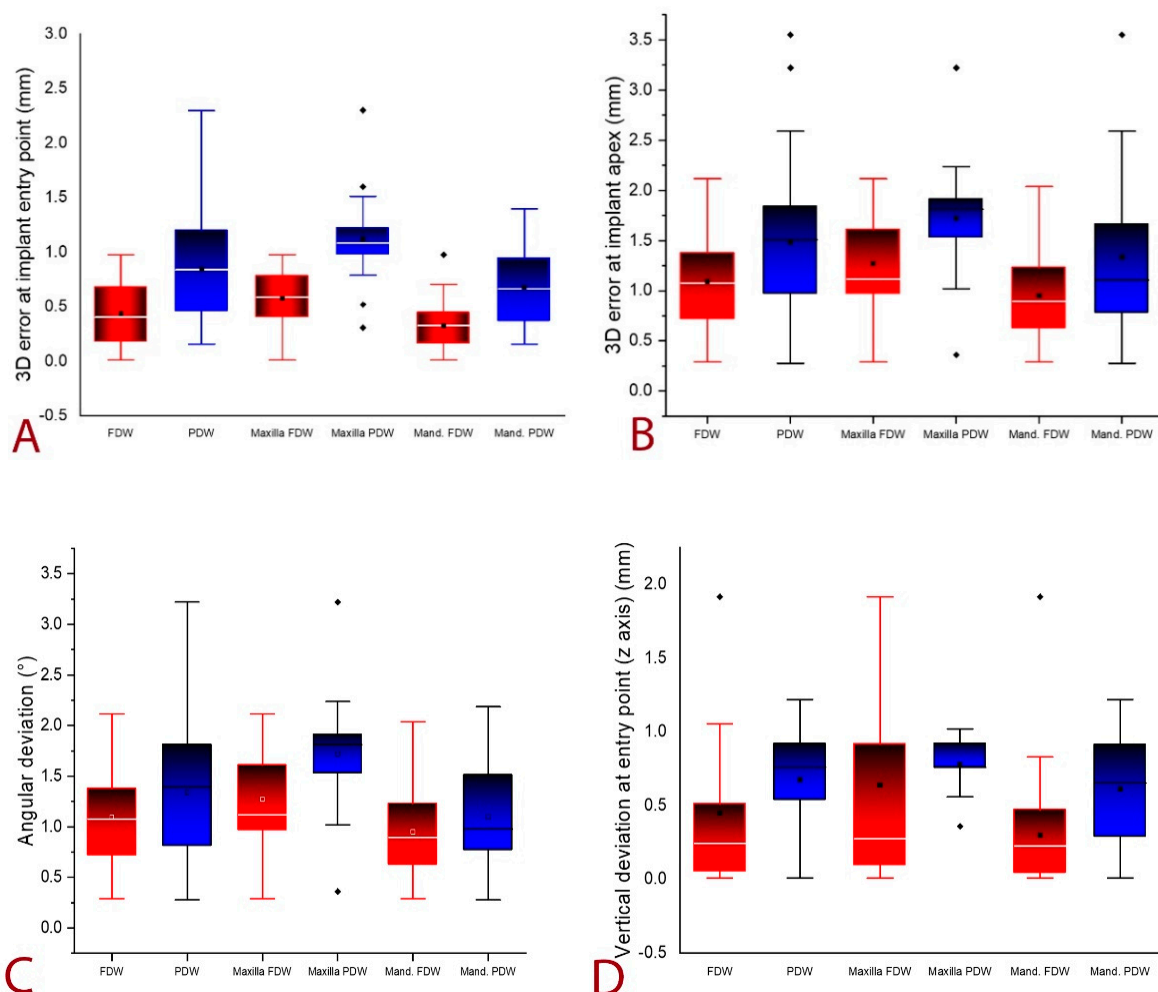 3D error at implant entry point (mm)
3.0
2.5
2.0
1.5
1.0
0.5
0.0
-0.5
A
FDW PDW Maxilla FDW Maxilla PDW Mand. FDW Mand. PDW
3D error at implant apex (mm)
3.5
3.0
2.5
2.0
1.5
1.0
0.5
0.0
B
FDW PDW Maxilla FDW Maxilla PDW Mand. FDW Mand. PDW
Angular deviation (°)
3.5
3.0
2.5
2.0
1.5
1.0
0.5
0.0
C
FDW PDW Maxilla FDW Maxilla PDW Mand. FDW Mand. PDW
Vertical deviation at entry point (z axis) (mm)
2.0
1.5
1.0
0.5
0.0
-0.5
D
FDW PDW Maxilla FDW Maxilla PDW Mand. FDW Mand. PDW